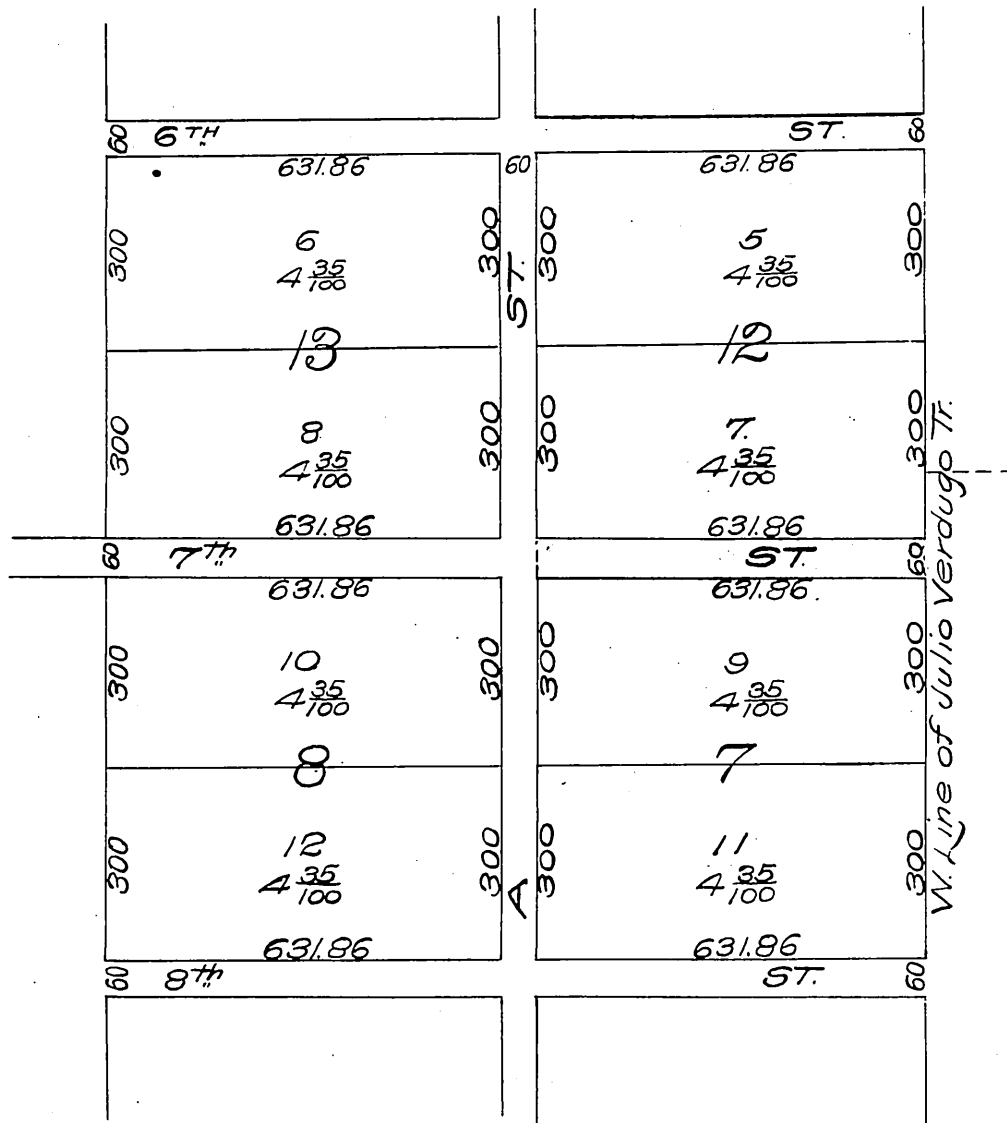 60 6TH ST. 60
631.86 60 631.86
300 6 300 300 5 300
4 35/100 4 35/100
ST.
13 12
300 8 300 300 7. 300
4 35/100 4 35/100
631.86 631.86
60 7th ST. 60
631.86 631.86.
300 10 300 300 9 300
4 35/100 4 35/100
8 7
300 12 300 300 11 300
4 35/100 4 35/100
A
631.86 631.86
60 8th ST. 60
W. Line of Julio Verdugo Tr.